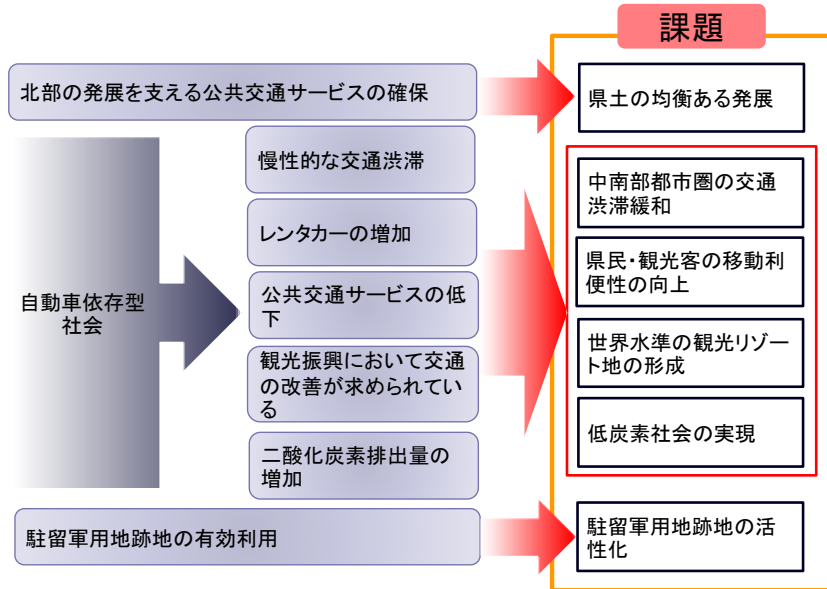 課題
北部の発展を支える公共交通サービスの確保
県土の均衡ある発展
自動車依存型
社会
慢性的な交通渋滞
レンタカーの増加
公共交通サービスの低
下
観光振興において交通
の改善が求められてい
る
二酸化炭素排出量の
増加
中南部都市圏の交通
渋滞緩和
県民・観光客の移動利
便性の向上
世界水準の観光リゾー
ト地の形成
低炭素社会の実現
駐留軍用地跡地の有効利用
駐留軍用地跡地の活
性化